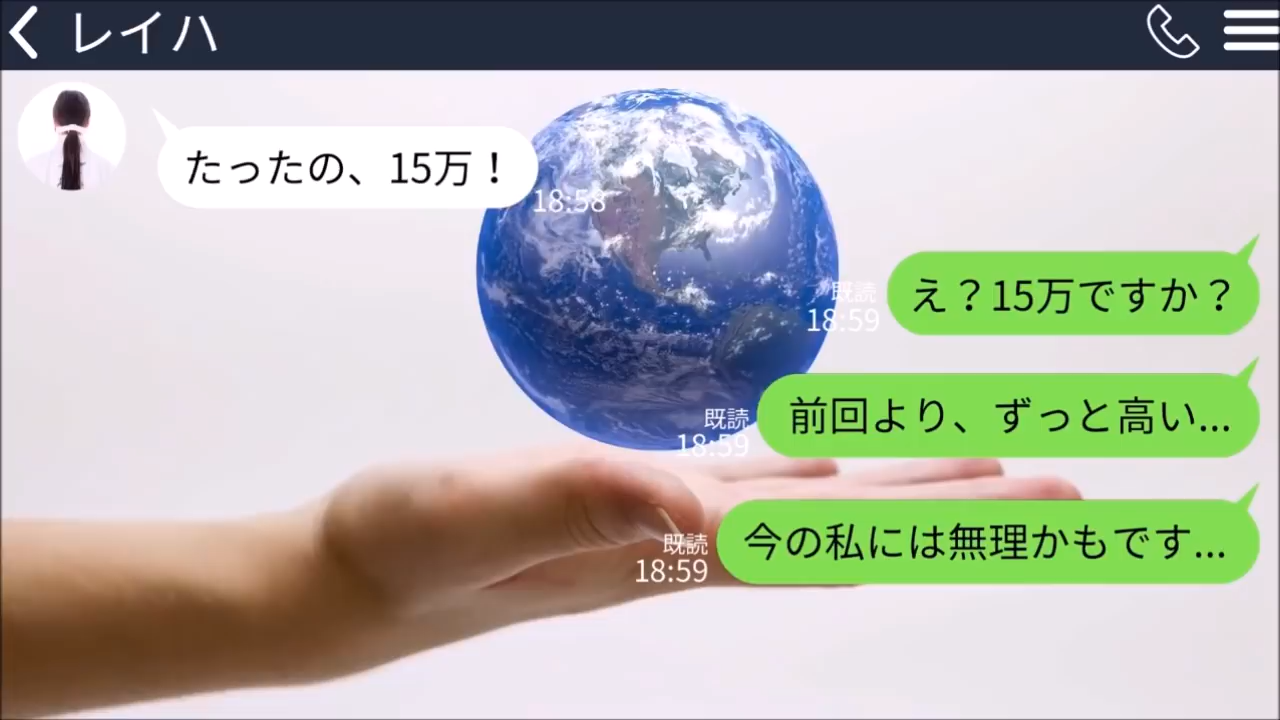 レイハ
たったの、15万！
18:58
え？15万ですか？
既読
18:59
前回より、ずっと高い...
既読
18:59
今の私には無理かもです...
既読
18:59